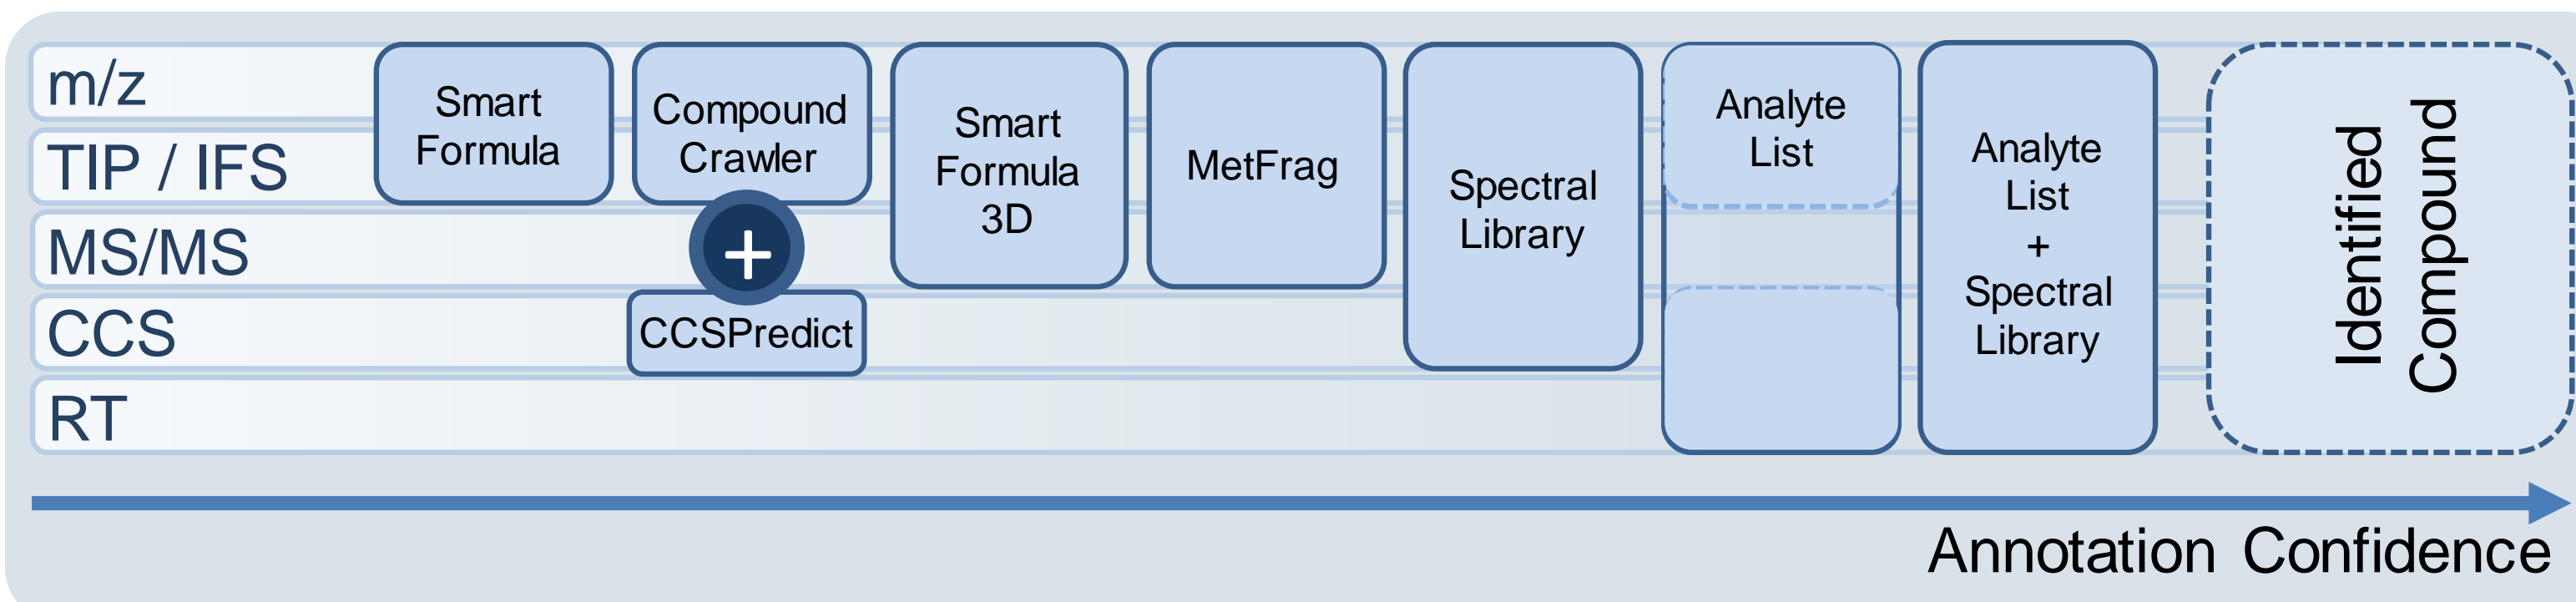 m/z
TIP / IFS
MS/MS
CCS
RT
Smart
Formula
Compound
Crawler
+
CCSPredict
Smart
Formula
3D
MetFrag
Spectral
Library
Analyte
List
Analyte
List
+
Spectral
Library
Identified
Compound
Annotation Confidence